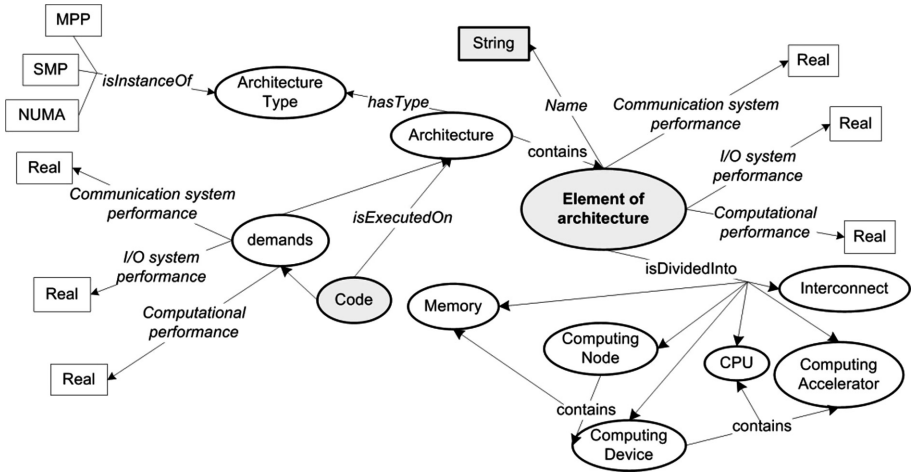 MPP
SMP
NUMA
isInstanceOf
Architecture
Type
hasType
Architecture
String
Name
Communication system
performance
Real
I/O system
performance
Real
Computational
performance
Real
contains
Element of
architecture
Real
Communication system
performance
demands
isExecutedOn
I/O system
performance
Real
Code
Computational
performance
Real
isDividedInto
Memory
Interconnect
Computing
Node
CPU
Computing
Accelerator
contains
Computing
Device
contains